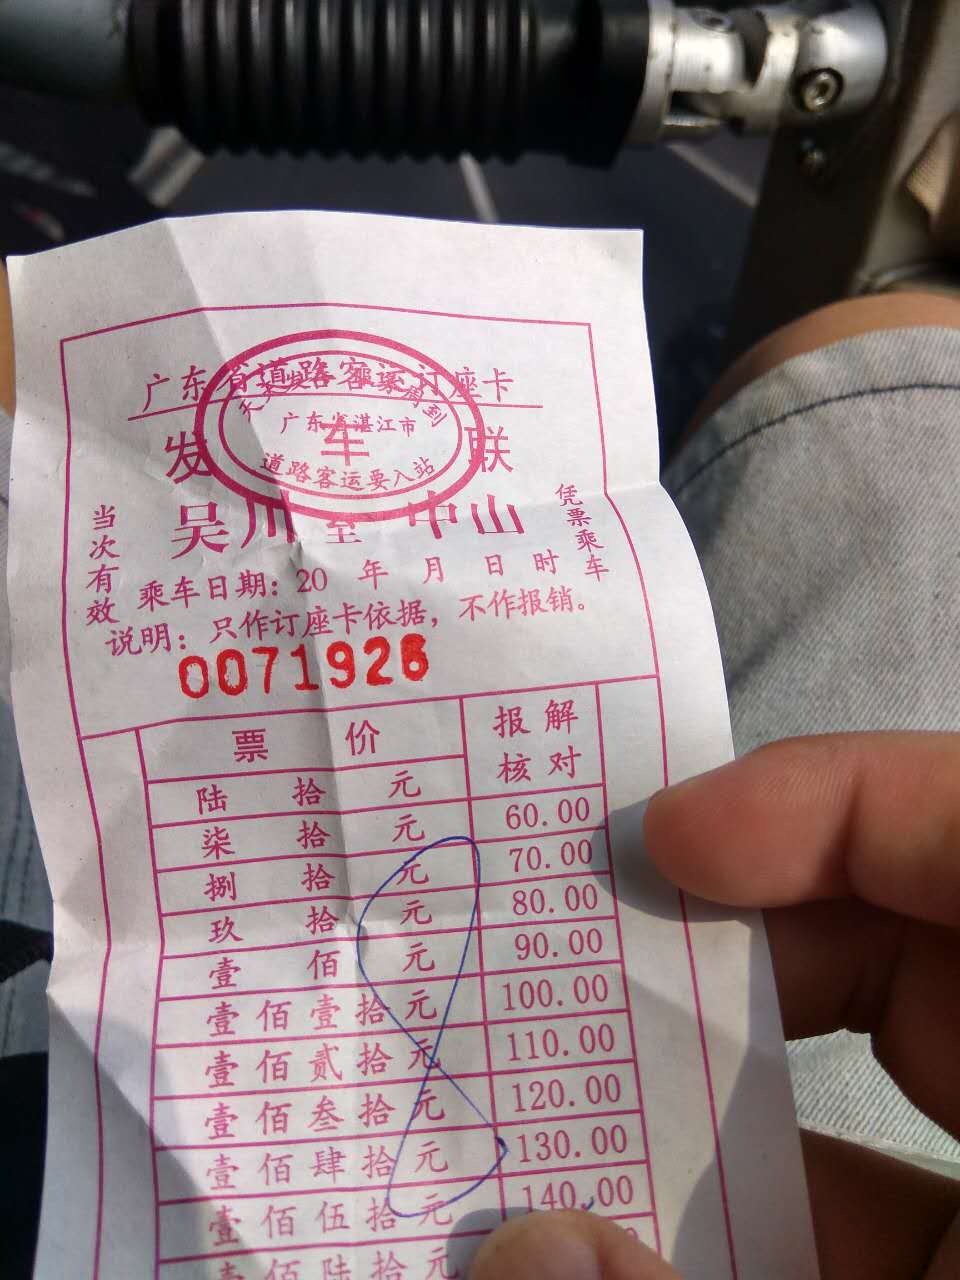 广东省道路客运订座卡
广东省湛江市
道路客运要入站
发车联
吴川至中山
当次有效
凭票乘车
乘车日期：20 年 月 日 时
说明：只作订座卡依据，不作报销。
0071926
票价 报解核对
陆拾元 60.00
柒拾元 70.00
捌拾元 80.00
玖拾元 90.00
壹佰元 100.00
壹佰壹拾元 110.00
壹佰贰拾元 120.00
壹佰叁拾元 130.00
壹佰肆拾元 140.00
壹佰伍拾元
壹佰陆拾元